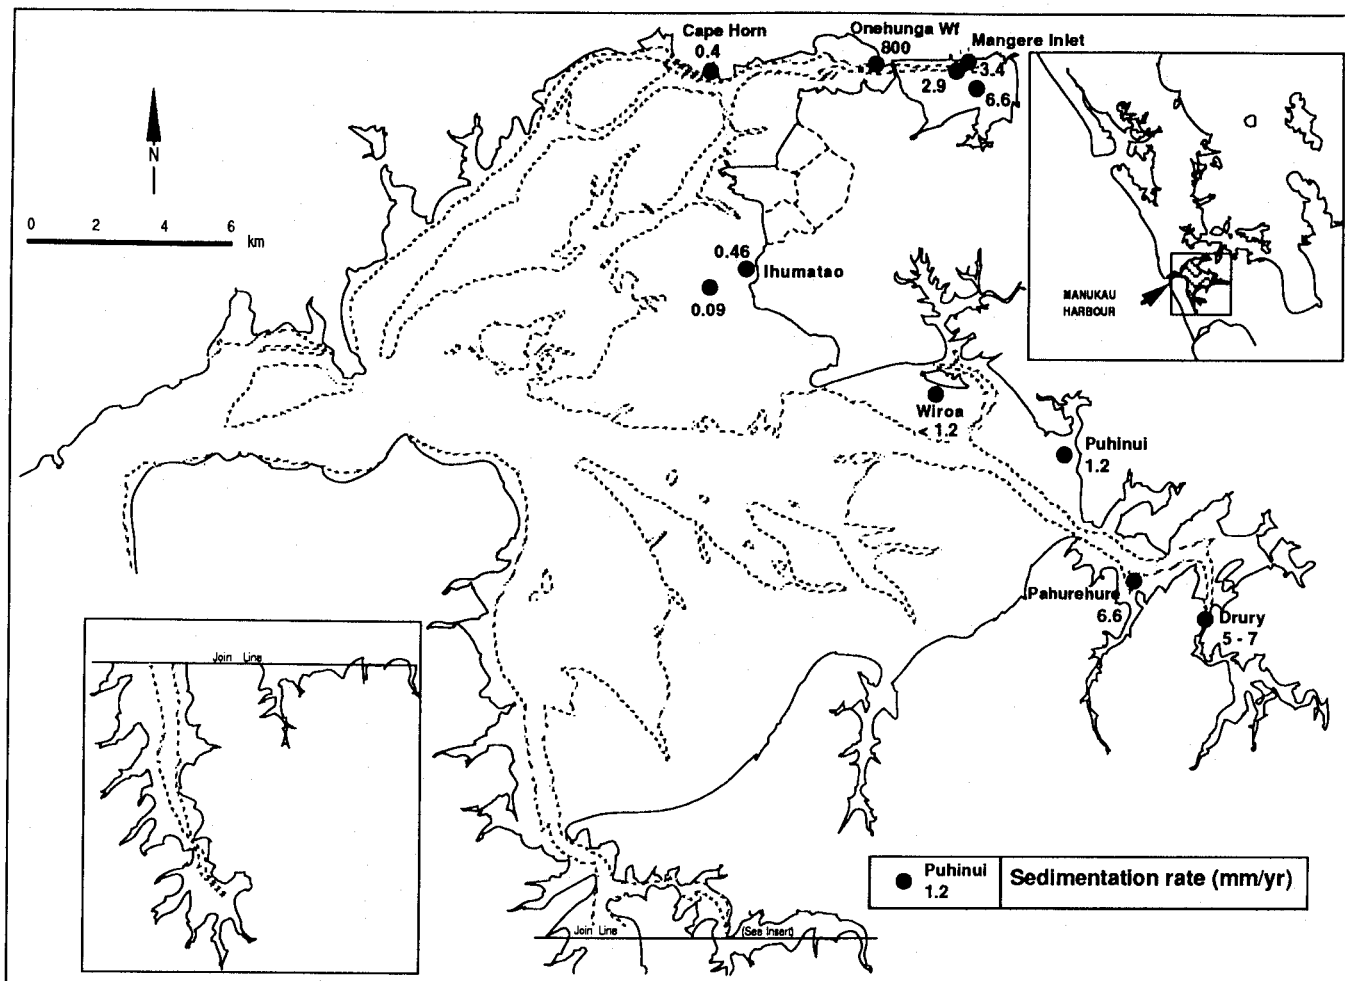 Cape Horn
0.4
Onehunga Wf
800
Mangere Inlet
3.4
2.9
6.6
N
0 2 4 6 km
0.46
Ihumatao
0.09
MANUKAU
HARBOUR
Wiroa
< 1.2
Puhinui
1.2
Pahurehure
6.6
Drury
5 - 7
Join Line
Puhinui
1.2
Sedimentation rate (mm/yr)
Join Line
(See Insert)